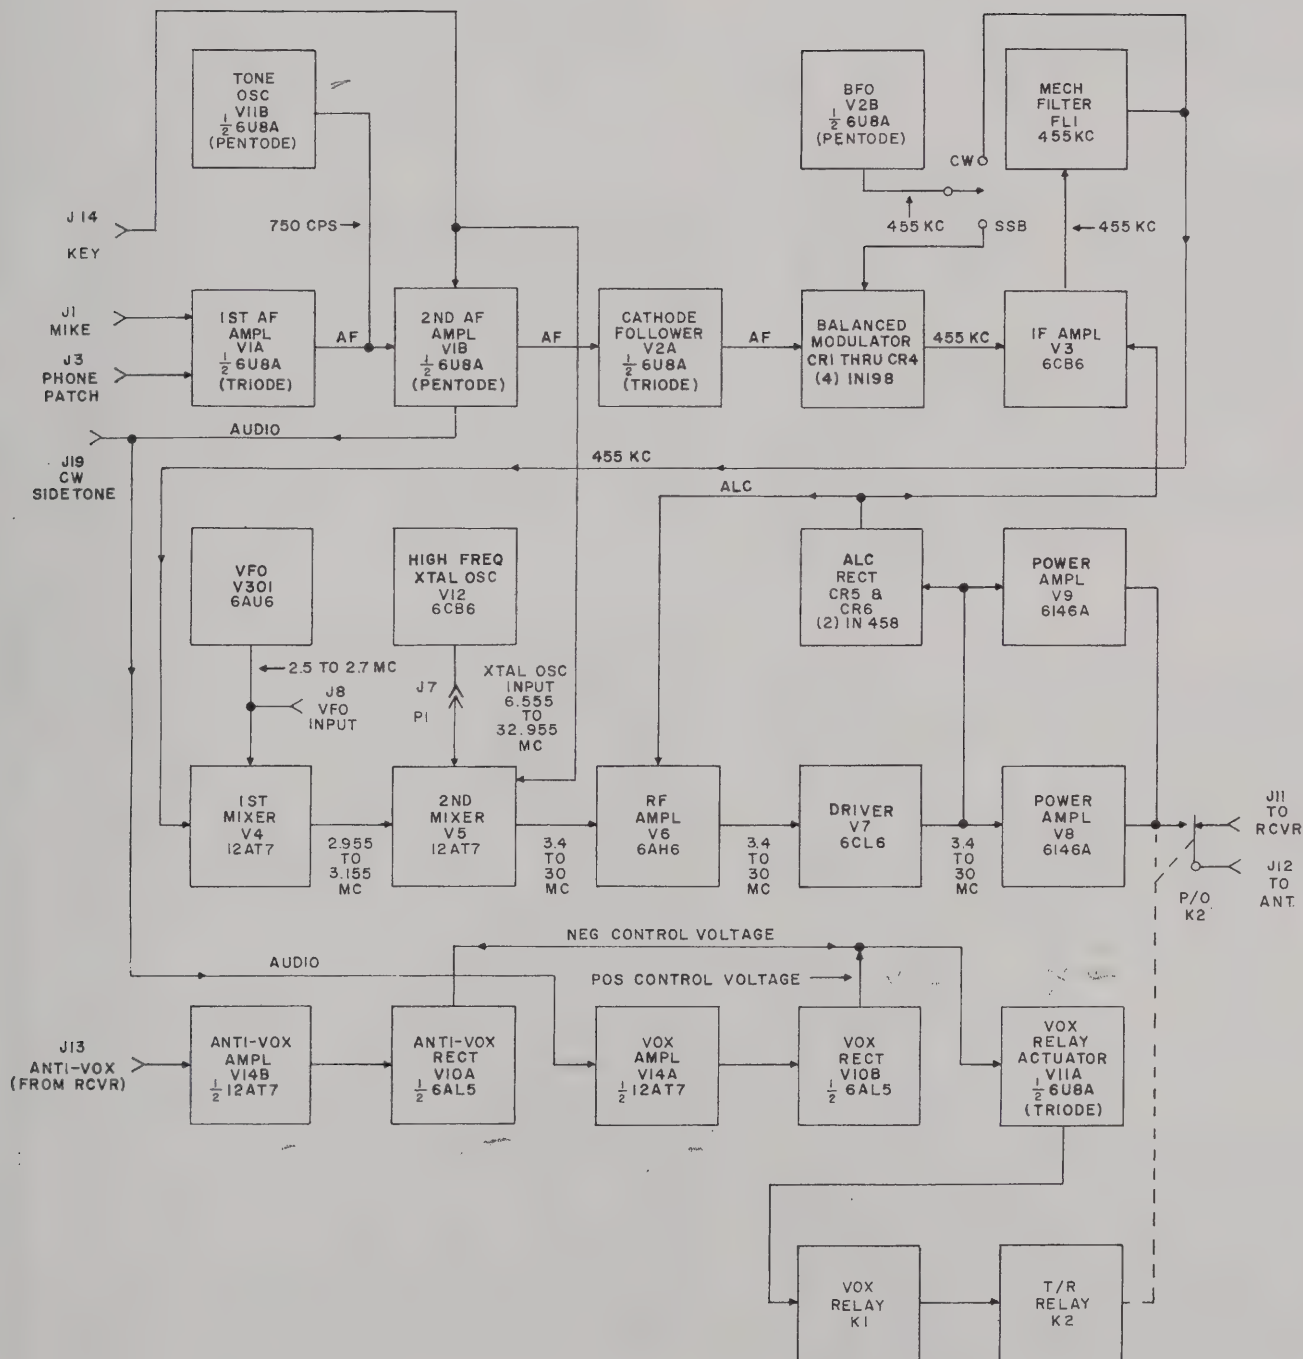 TONE
OSC
V11B
1/2 6U8A
(PENTODE)
BFO
V2B
1/2 6U8A
(PENTODE)
MECH
FILTER
FL1
455KC
CW
J14
KEY
750 CPS
455 KC
SSB
455 KC
J1
MIKE
J3
PHONE
PATCH
1ST AF
AMPL
V1A
1/2 6U8A
(TRIODE)
AF
2ND AF
AMPL
V1B
1/2 6U8A
(PENTODE)
AF
CATHODE
FOLLOWER
V2A
1/2 6U8A
(TRIODE)
AF
BALANCED
MODULATOR
CR1 THRU CR4
(4) IN198
455 KC
IF AMPL
V3
6CB6
AUDIO
J19
CW
SIDETONE
455 KC
ALC
VFO
V301
6AU6
HIGH FREQ
XTAL OSC
V12
6CB6
ALC
RECT
CR5 &
CR6
(2) IN 458
POWER
AMPL
V9
6146A
2.5 TO 2.7 MC
J8
VFO
INPUT
J7
P1
XTAL OSC
INPUT
6.555
TO
32.955
MC
1ST
MIXER
V4
12AT7
2.955
TO
3.155
MC
2ND
MIXER
V5
12AT7
3.4
TO
30
MC
RF
AMPL
V6
6AH6
3.4
TO
30
MC
DRIVER
V7
6CL6
3.4
TO
30
MC
POWER
AMPL
V8
6146A
J11
TO
RCVR
J12
TO
ANT.
P/O
K2
NEG CONTROL VOLTAGE
AUDIO
POS CONTROL VOLTAGE
J13
ANTI-VOX
(FROM RCVR)
ANTI-VOX
AMPL
V14B
1/2 12AT7
ANTI-VOX
RECT
V10A
1/2 6AL5
VOX
AMPL
V14A
1/2 12AT7
VOX
RECT
V10B
1/2 6AL5
VOX
RELAY
ACTUATOR
V11A
1/2 6U8A
(TRIODE)
VOX
RELAY
K1
T/R
RELAY
K2